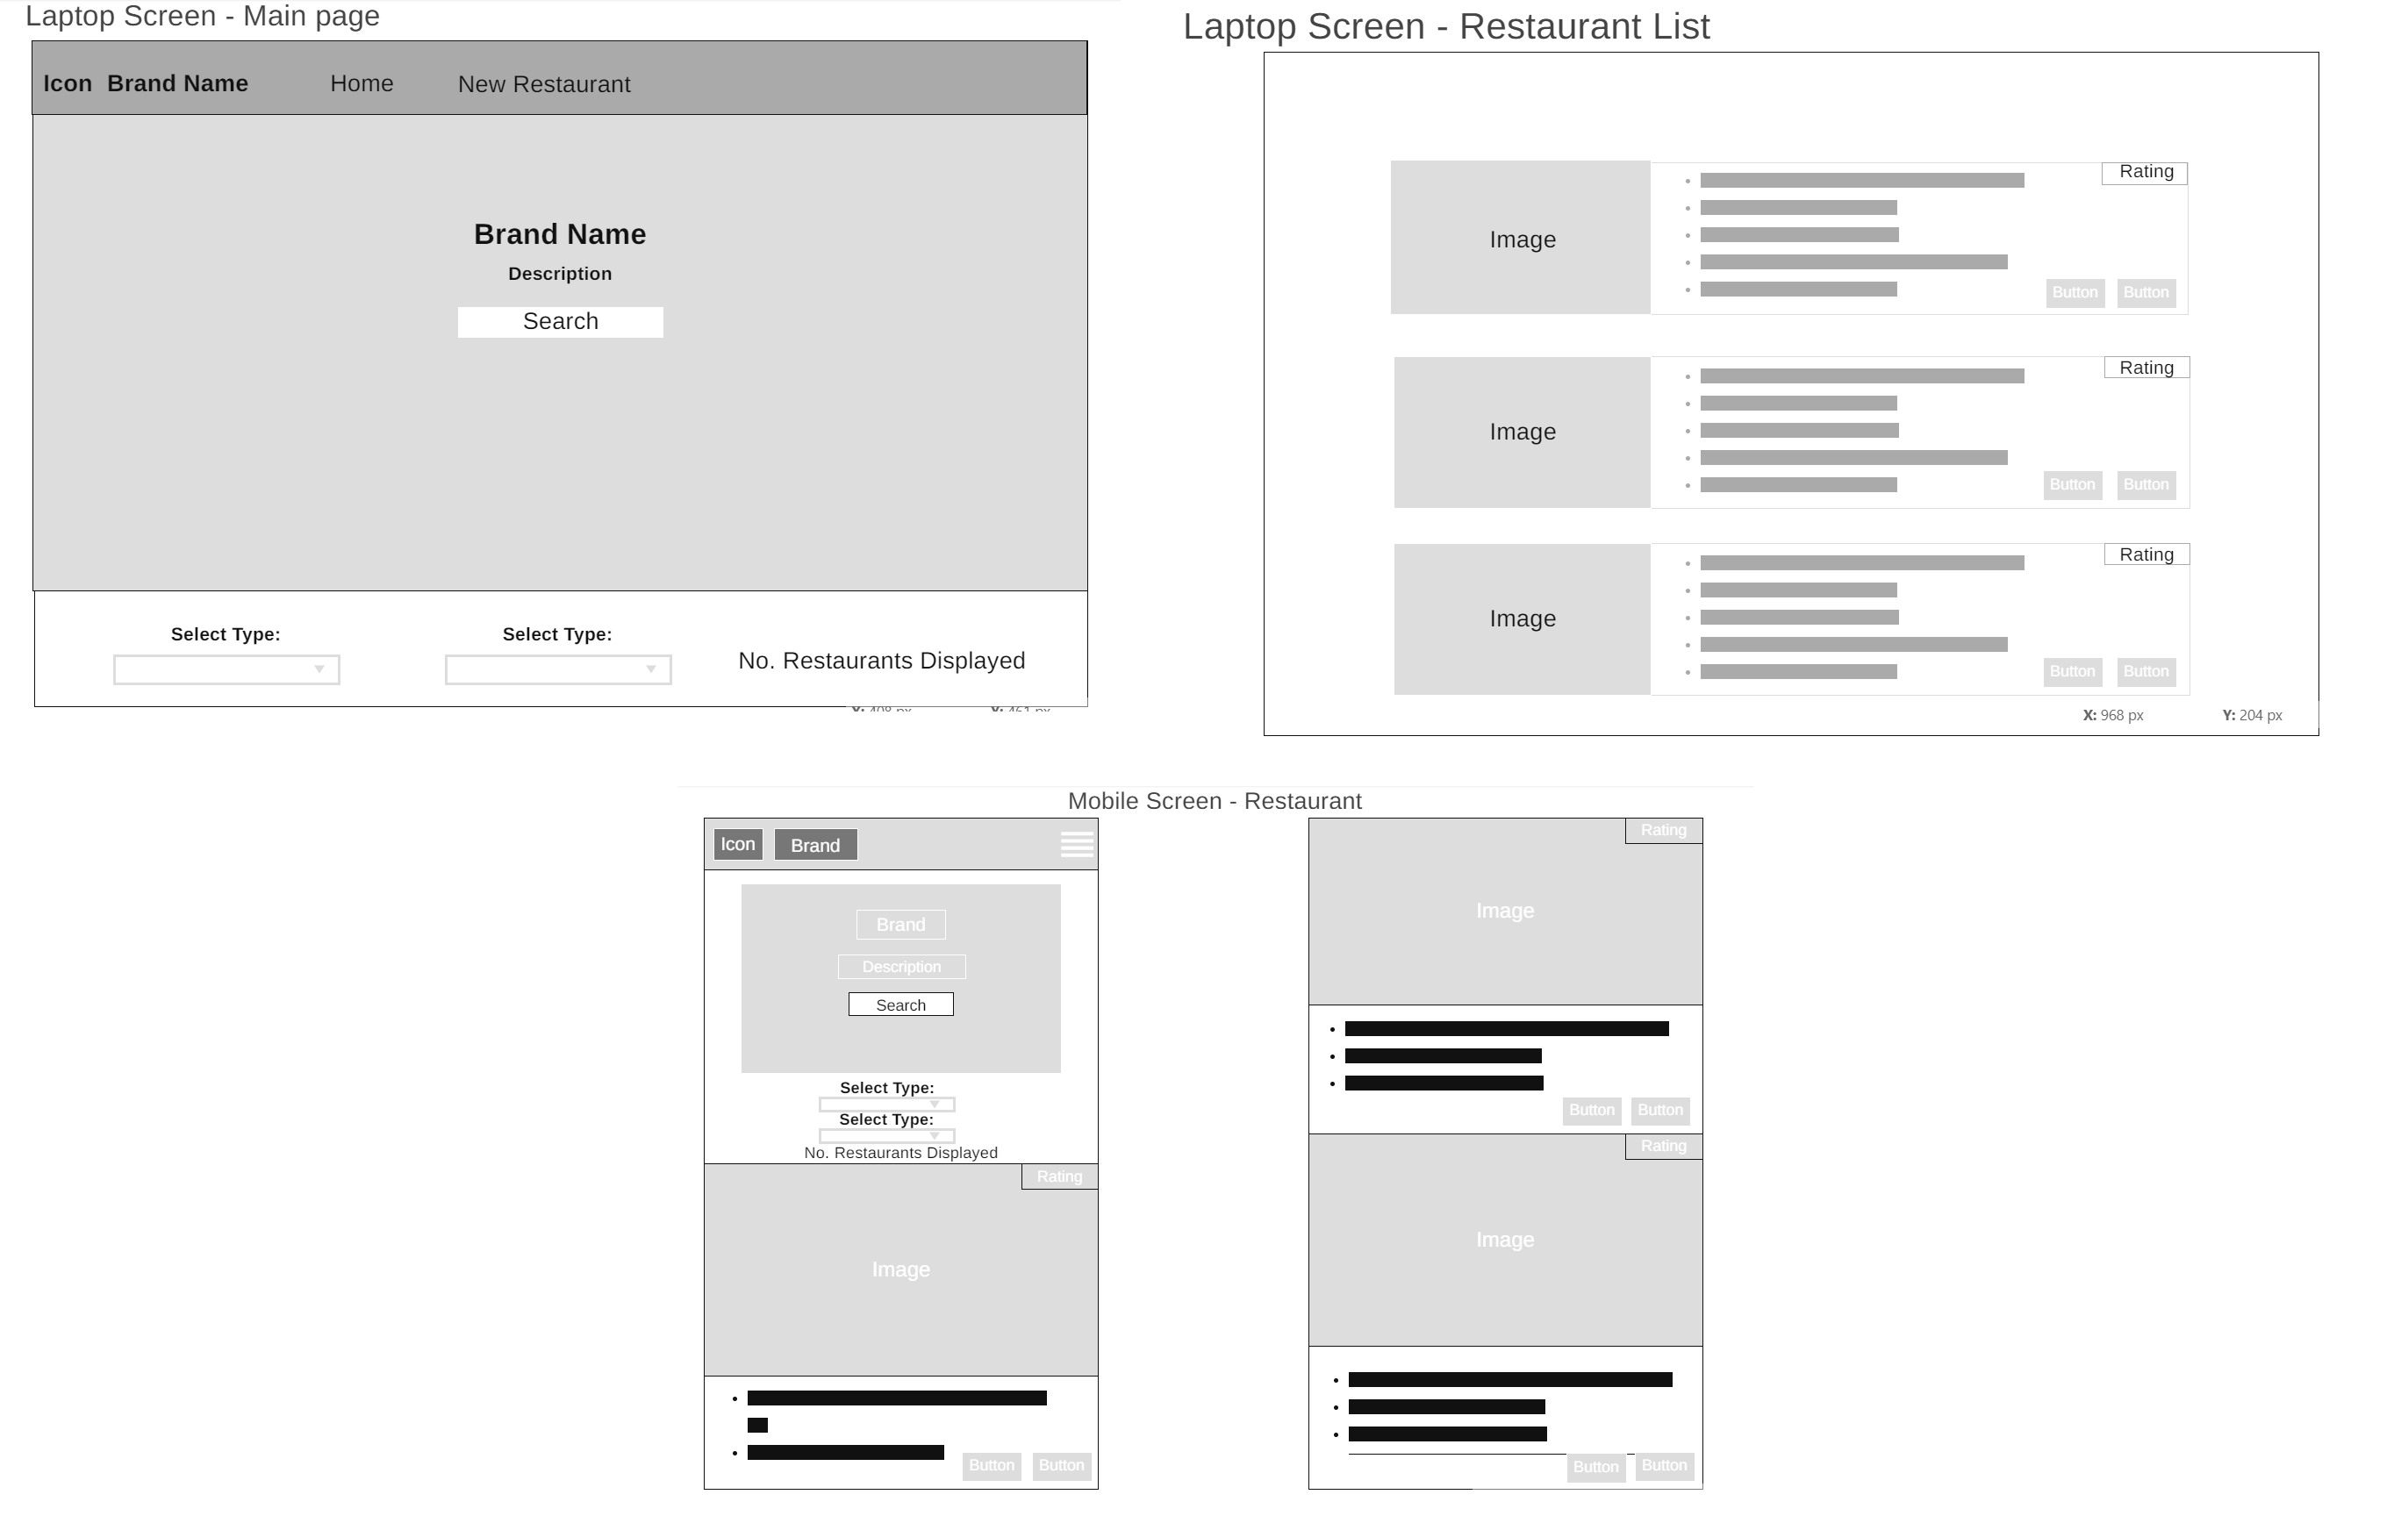 Laptop Screen - Main page
Icon Brand Name Home New Restaurant
Brand Name
Description
Search
Select Type: Select Type:
No. Restaurants Displayed
Laptop Screen - Restaurant List
Rating
Image
Button Button
Rating
Image
Button Button
Rating
Image
Button Button
X: 968 px Y: 204 px
Mobile Screen - Restaurant
Icon Brand
Brand
Description
Search
Select Type:
Select Type:
No. Restaurants Displayed
Rating
Image
Button Button
Rating
Image
Button Button
Rating
Image
Button Button